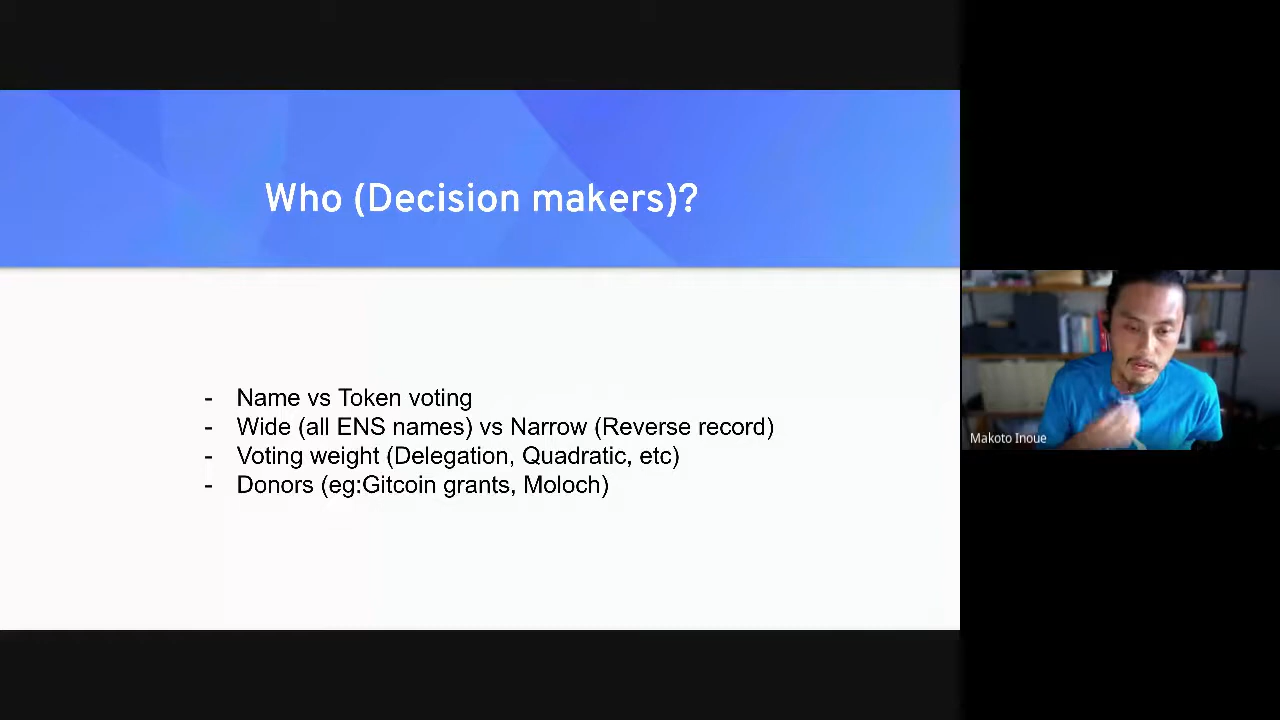 Who (Decision makers)?
- Name vs Token voting
- Wide (all ENS names) vs Narrow (Reverse record)
- Voting weight (Delegation, Quadratic, etc)
- Donors (eg:Gitcoin grants, Moloch)
Makoto Inoue